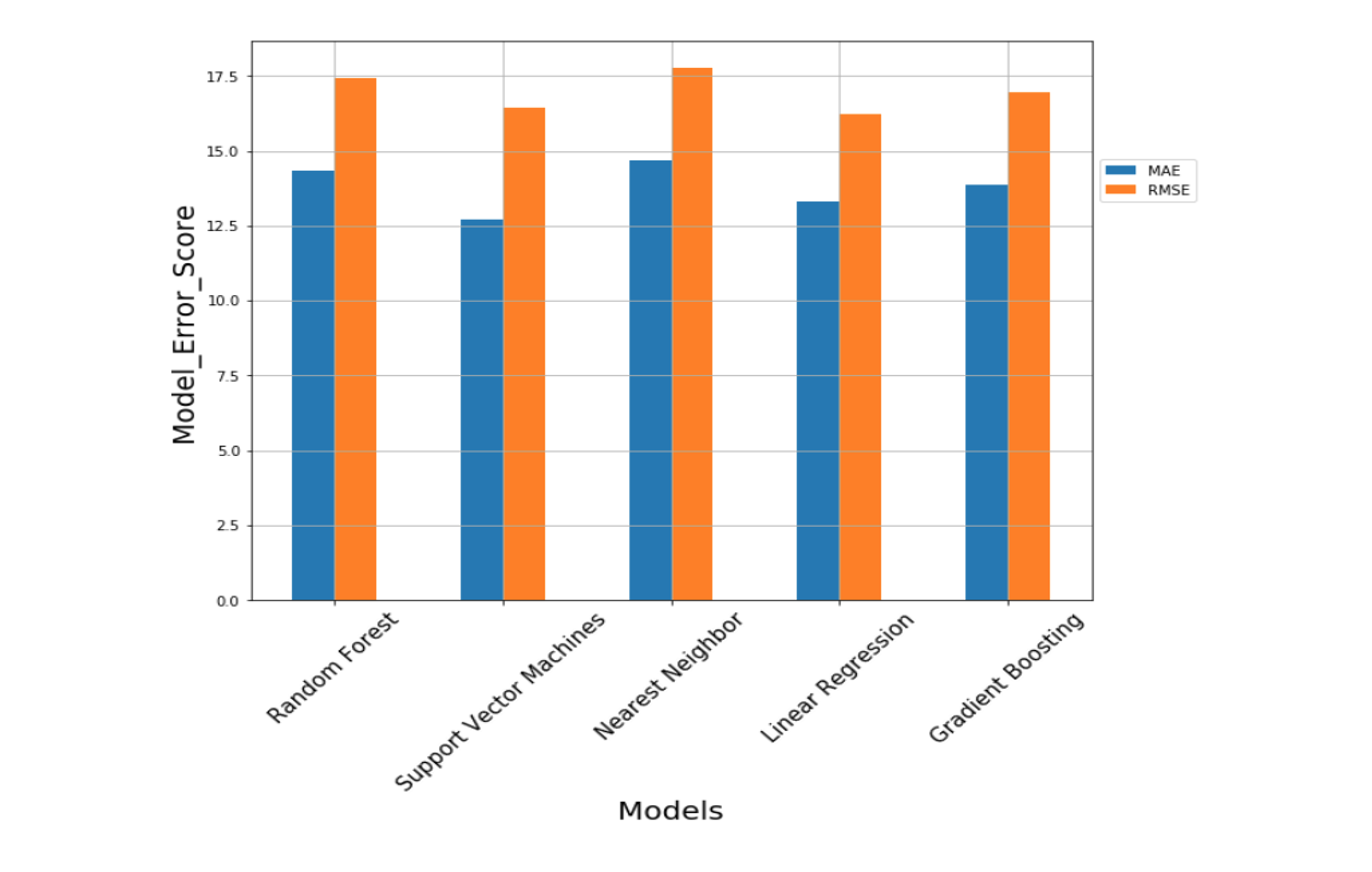 Model_Error_Score
17.5
15.0
12.5
10.0
7.5
5.0
2.5
0.0
MAE
RMSE
Random Forest
Support Vector Machines
Nearest Neighbor
Linear Regression
Gradient Boosting
Models